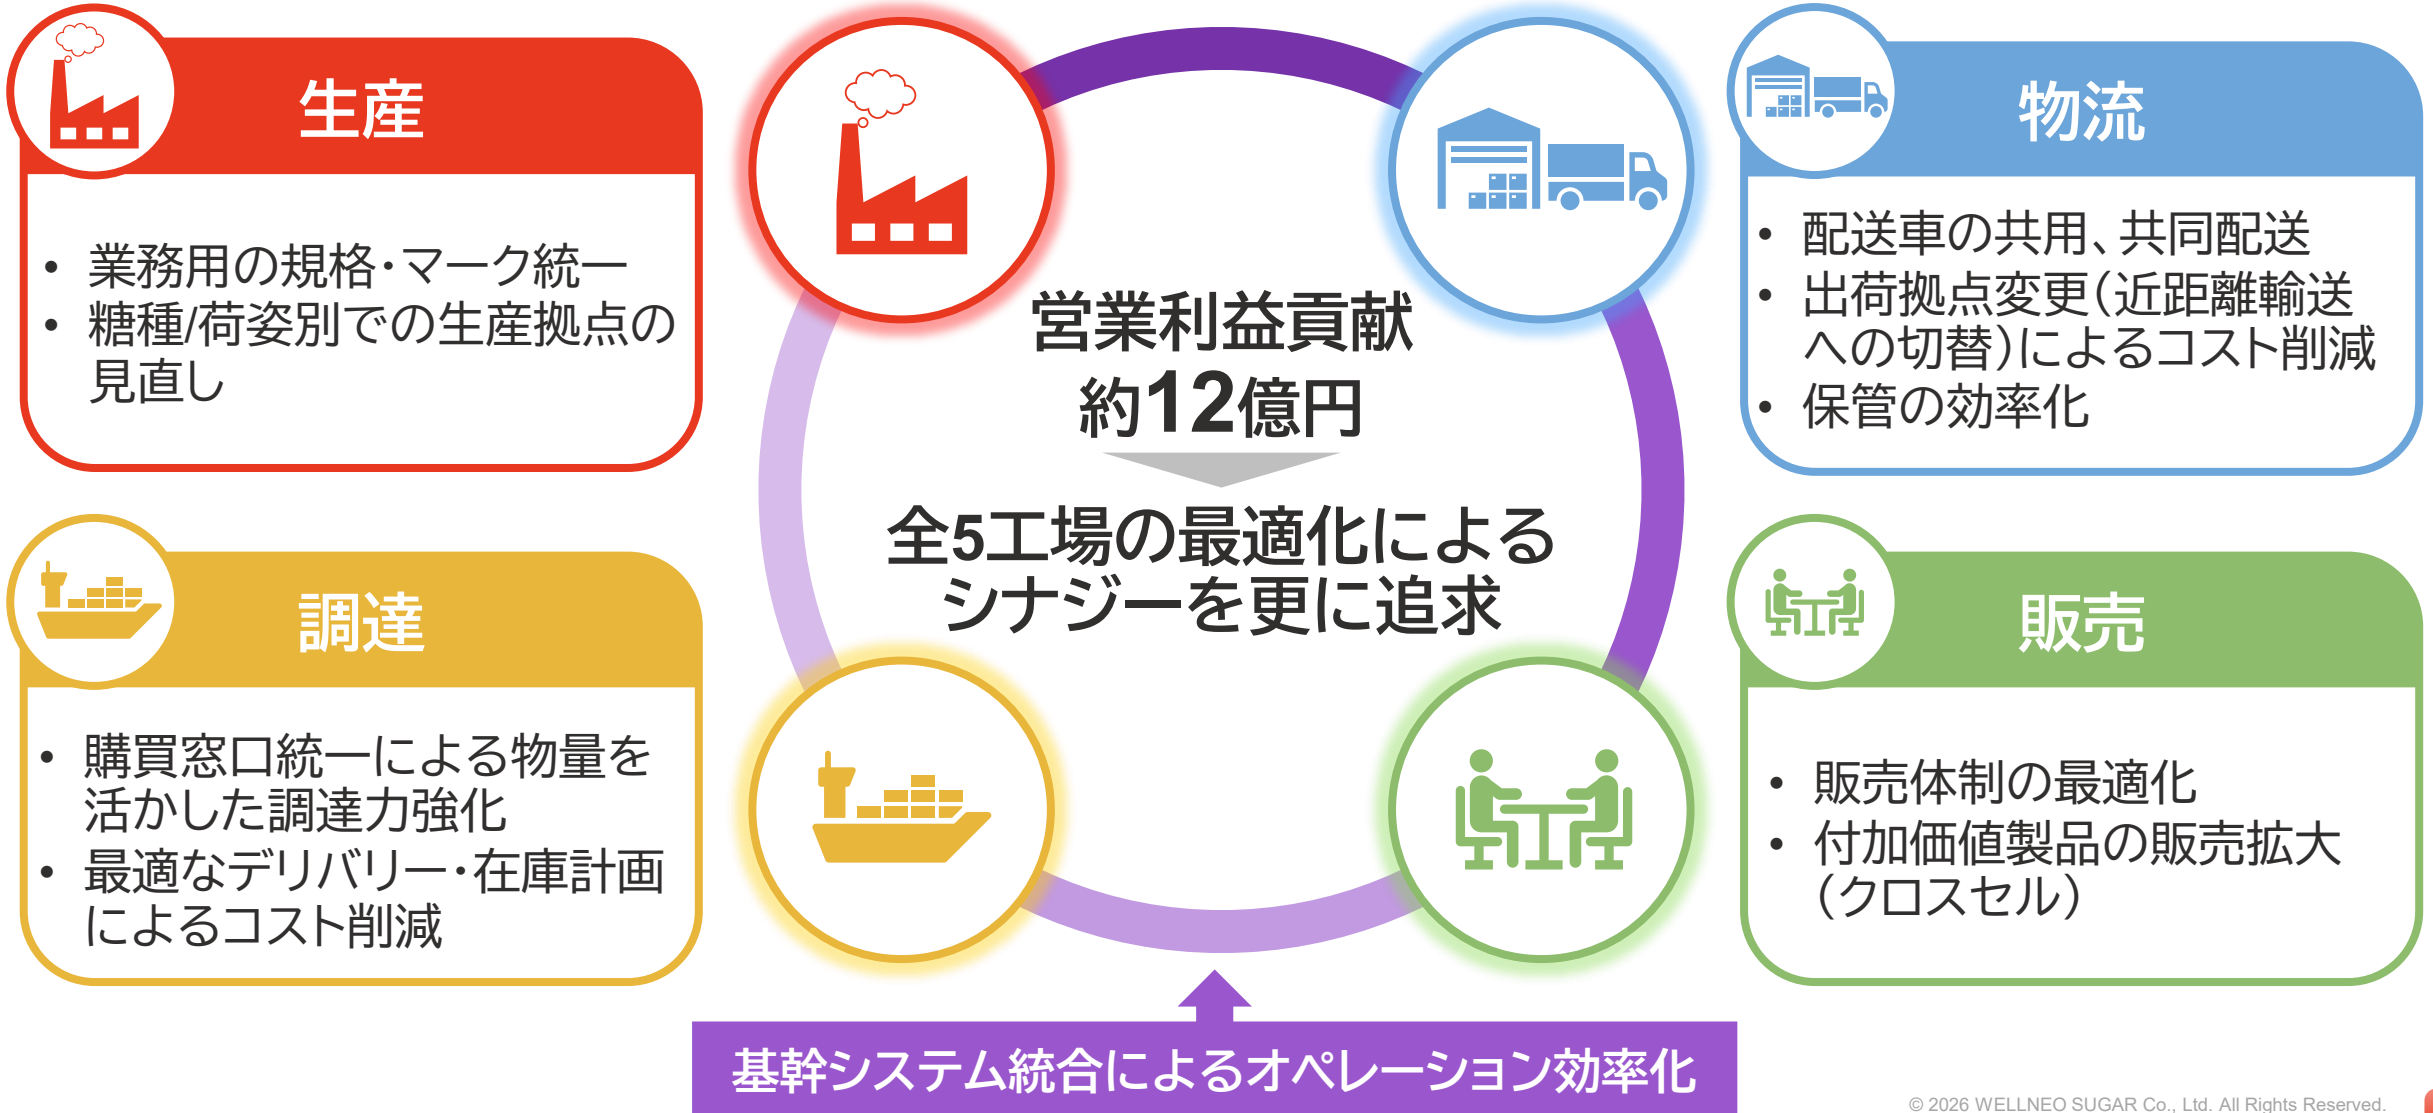 生産
• 業務用の規格・マーク統一
• 糖種/荷姿別での生産拠点の
見直し
調達
• 購買窓口統一による物量を
活かした調達力強化
• 最適なデリバリー・在庫計画
によるコスト削減
営業利益貢献
約12億円
全5工場の最適化による
シナジーを更に追求
物流
• 配送車の共用、共同配送
• 出荷拠点変更（近距離輸送
への切替）によるコスト削減
• 保管の効率化
販売
• 販売体制の最適化
• 付加価値製品の販売拡大
（クロスセル）
基幹システム統合によるオペレーション効率化
© 2026 WELLNEO SUGAR Co., Ltd. All Rights Reserved.